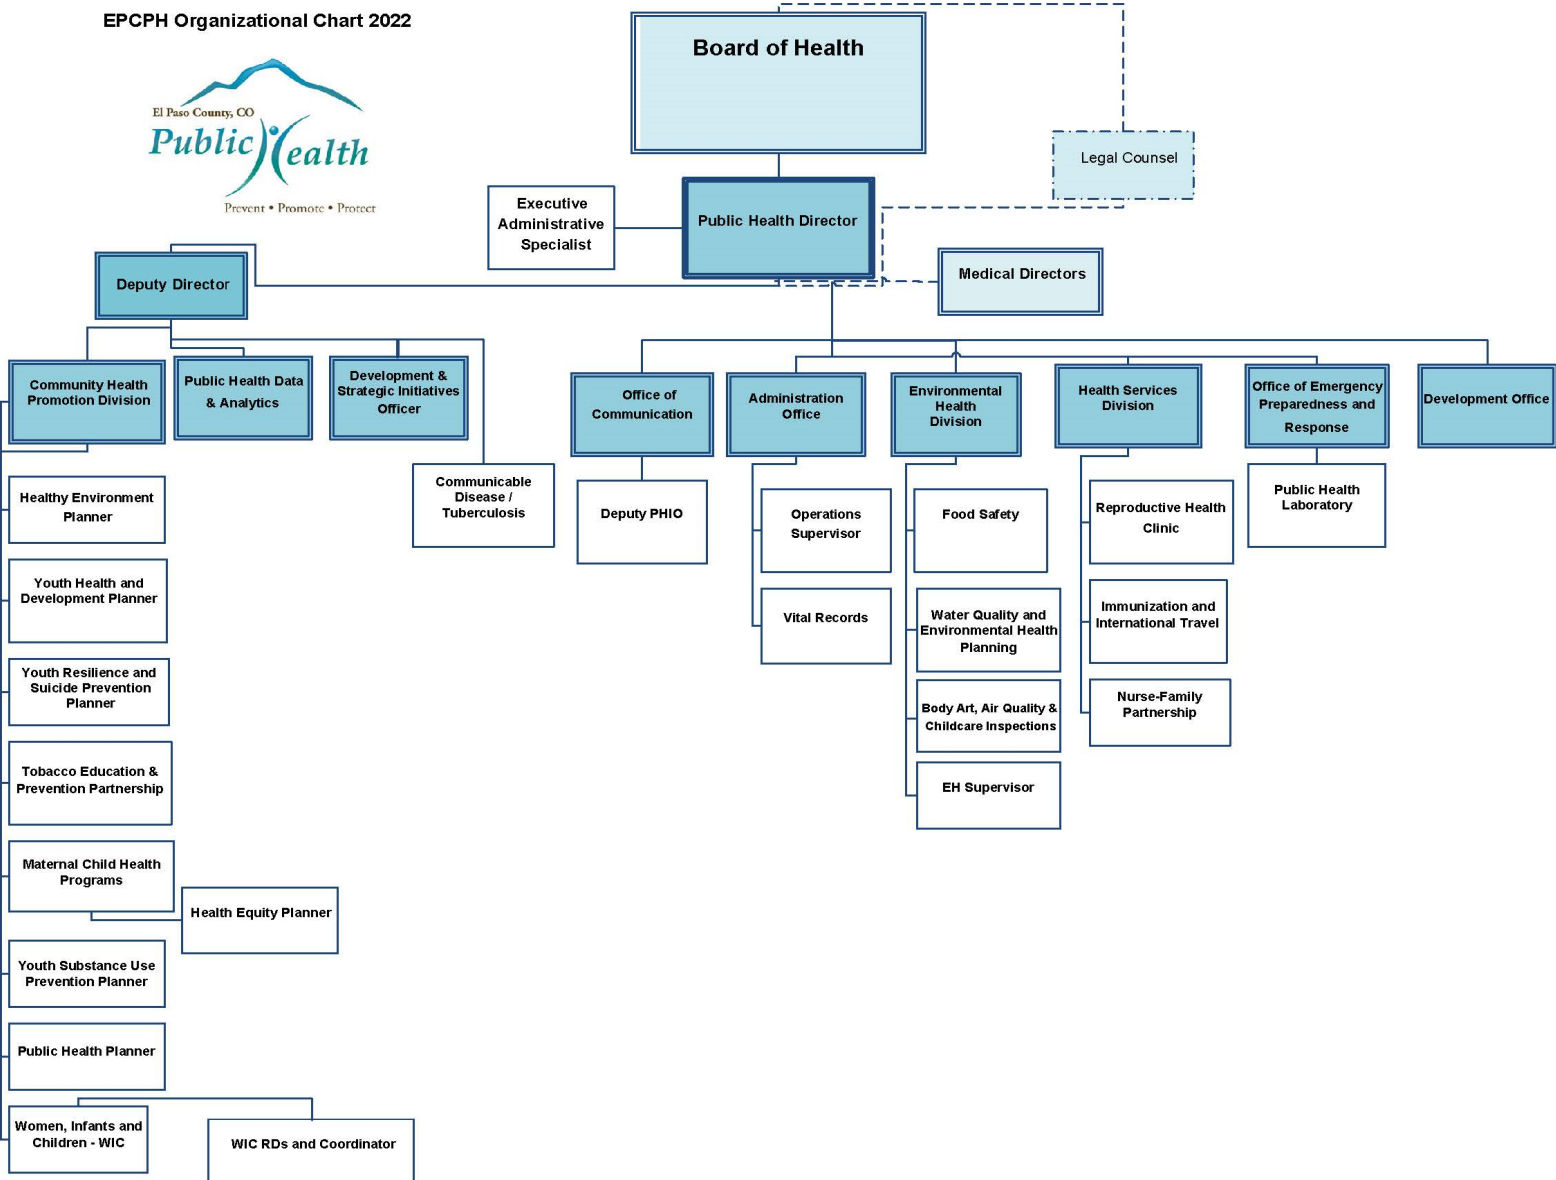 EPCPH Organizational Chart 2022
El Paso County, CO
Public Health
Prevent • Promote • Protect
Board of Health
Legal Counsel
Executive
Administrative
Specialist
Public Health Director
Medical Directors
Deputy Director
Community Health
Promotion Division
Public Health Data
& Analytics
Development &
Strategic Initiatives
Officer
Office of
Communication
Administration
Office
Environmental
Health
Division
Health Services
Division
Office of Emergency
Preparedness and
Response
Development Office
Healthy Environment
Planner
Youth Health and
Development Planner
Youth Resilience and
Suicide Prevention
Planner
Tobacco Education &
Prevention Partnership
Maternal Child Health
Programs
Health Equity Planner
Youth Substance Use
Prevention Planner
Public Health Planner
Women, Infants and
Children - WIC
WIC RDs and Coordinator
Communicable
Disease /
Tuberculosis
Deputy PHIO
Operations
Supervisor
Vital Records
Food Safety
Water Quality and
Environmental Health
Planning
Body Art, Air Quality &
Childcare Inspections
EH Supervisor
Reproductive Health
Clinic
Immunization and
International Travel
Nurse-Family
Partnership
Public Health
Laboratory